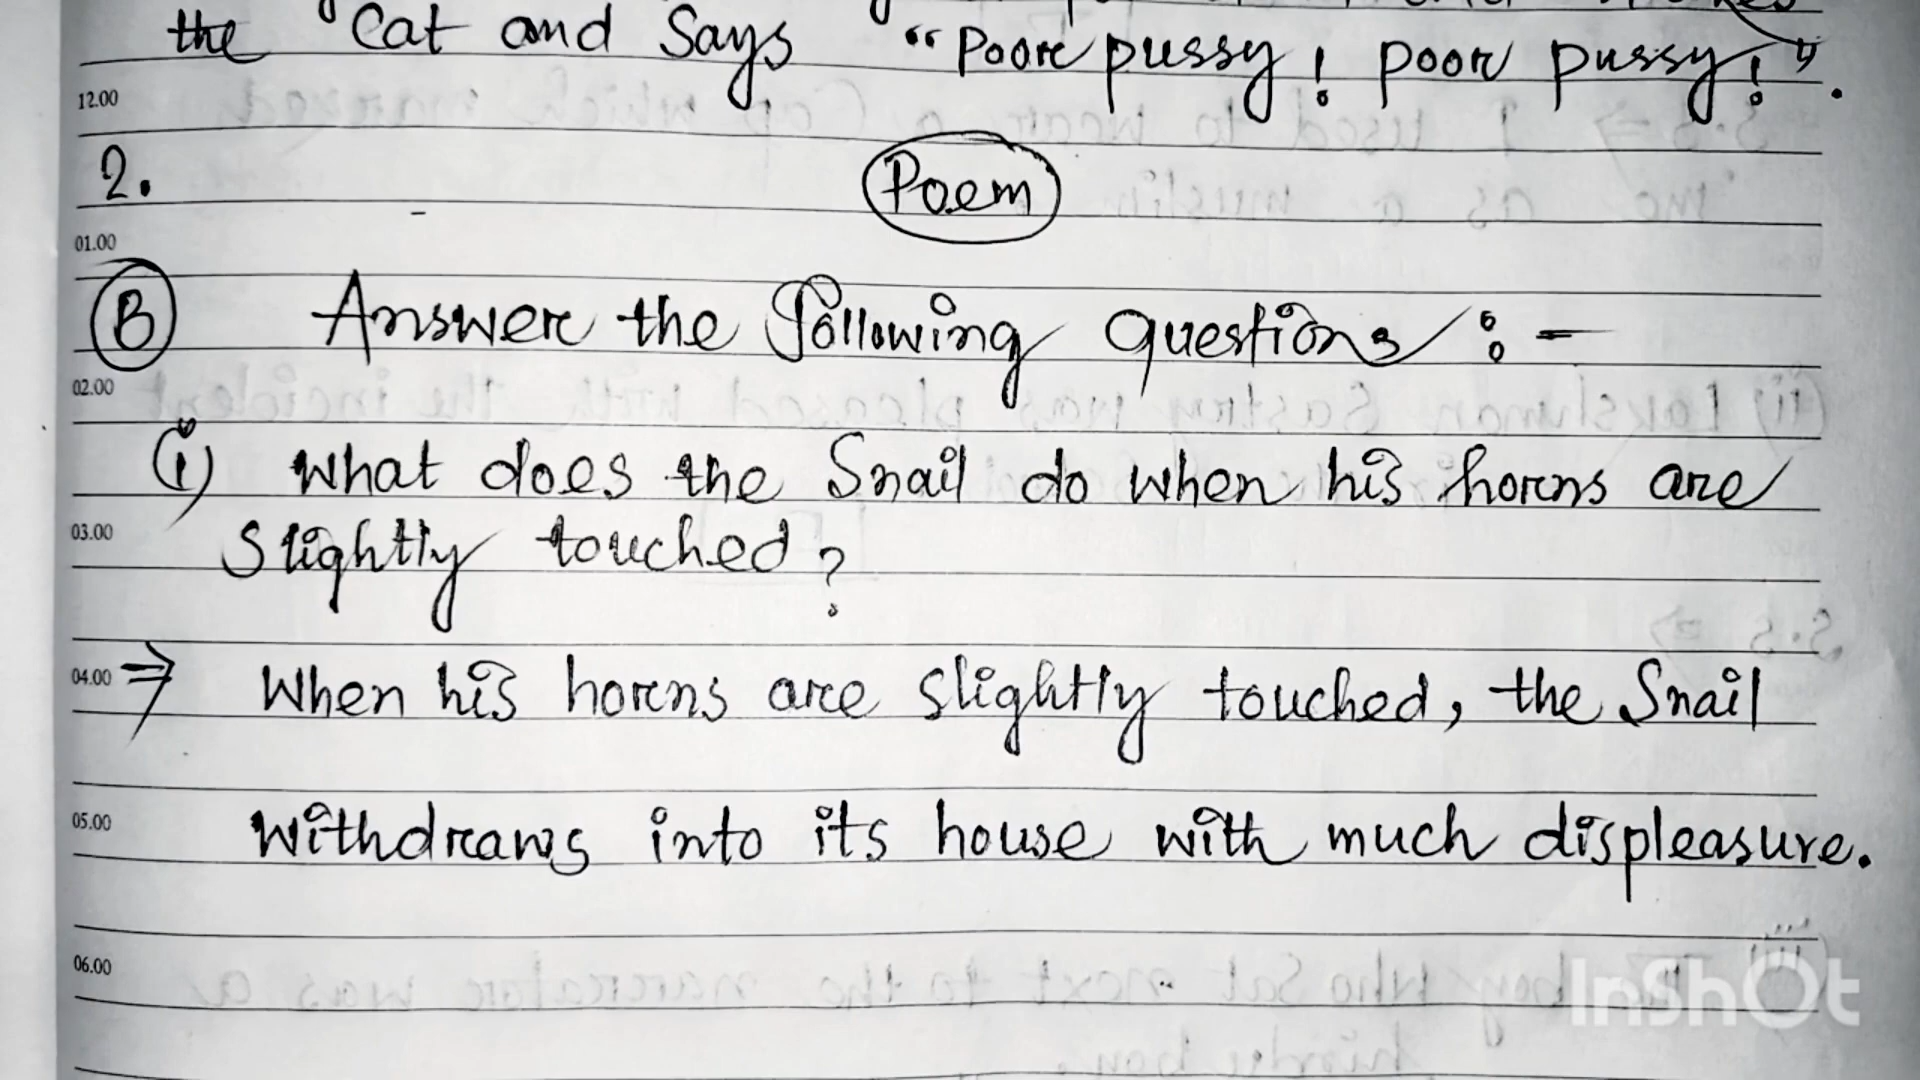 the Cat and Says "Poor pussy! poor pussy!".
12.00
2. Poem
01.00
B Answer the following questions :-
02.00
(i) What does the Snail do when his horns are
03.00 slightly touched?
04.00 ⇒ When his horns are slightly touched, the Snail
05.00 withdraws into its house with much displeasure.
06.00
InShOt